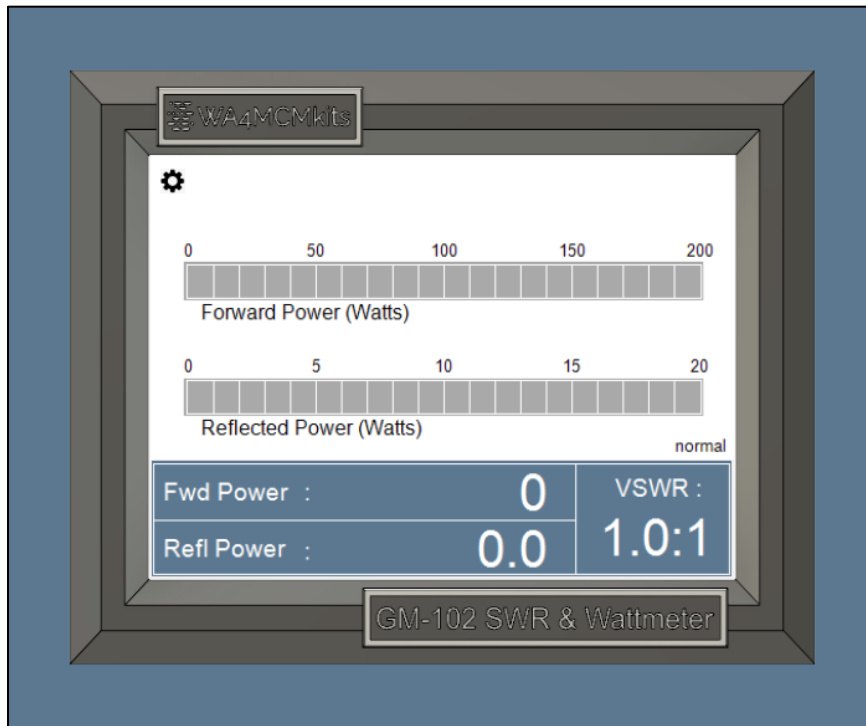 WA4MCMkits
0 50 100 150 200
Forward Power (Watts)
0 5 10 15 20
Reflected Power (Watts)
normal
Fwd Power : 0
VSWR :
Refl Power : 0.0
1.0:1
GM-102 SWR & Wattmeter